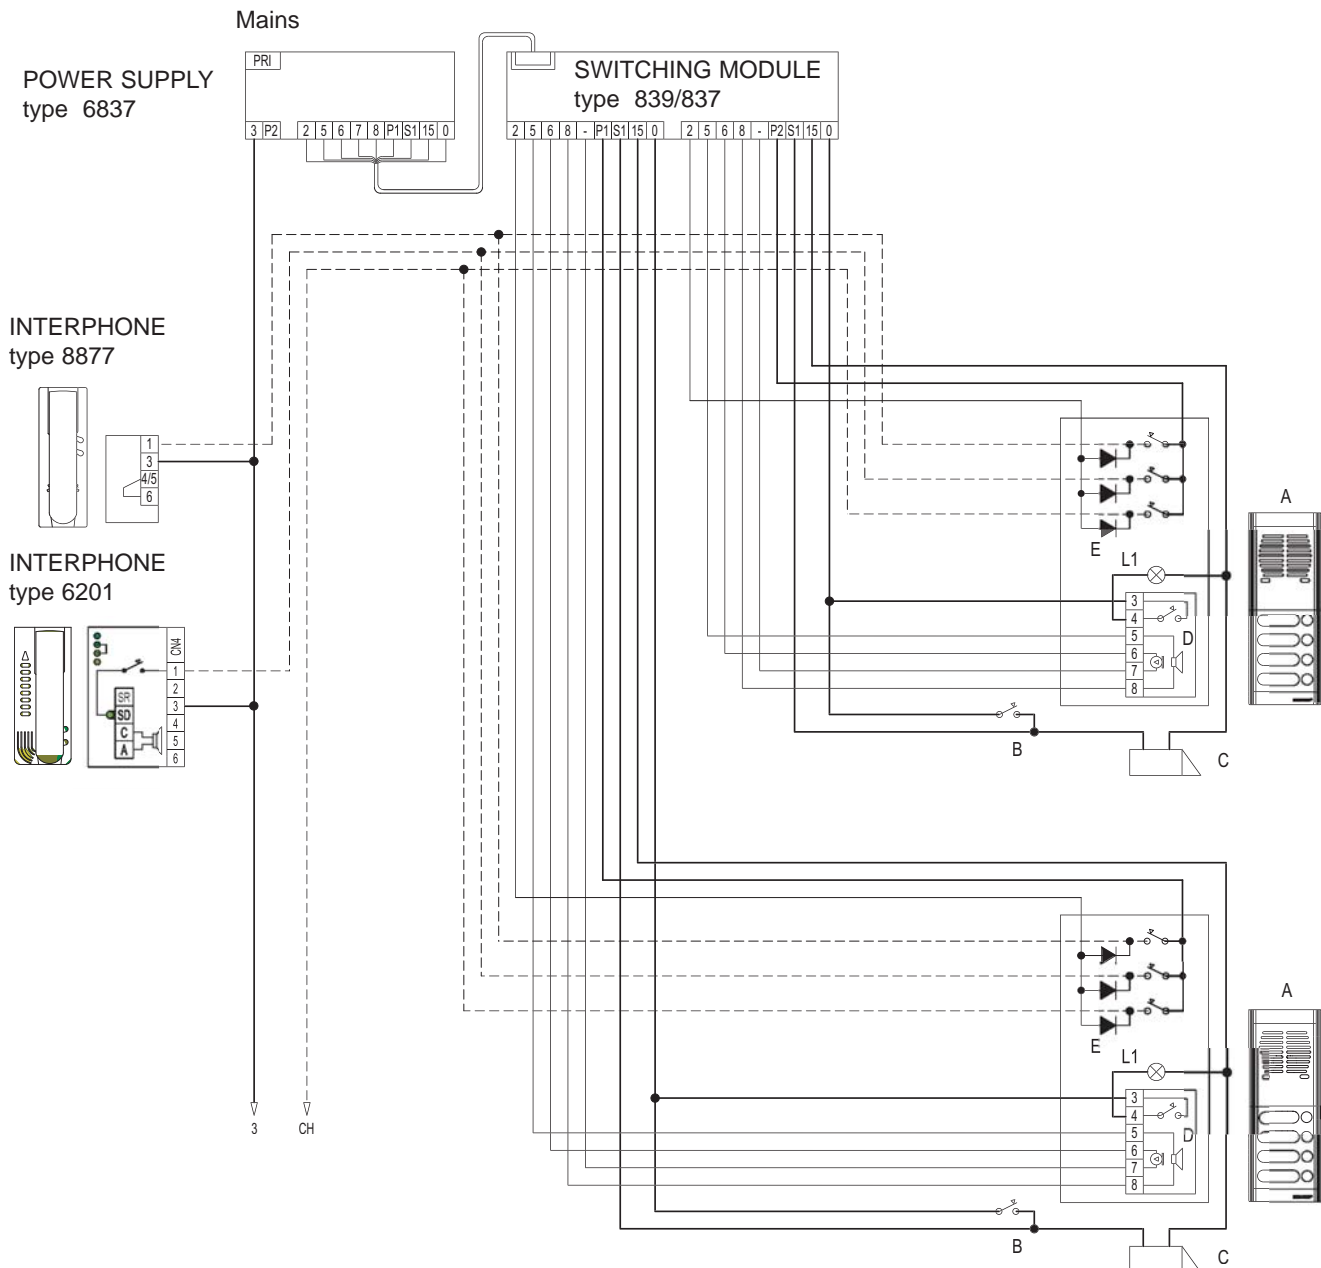 Mains
POWER SUPPLY
type 6837
PRI
3 P2 2 5 6 7 8 P1 S1 15 0
SWITCHING MODULE
type 839/837
2 5 6 8 - P1 S1 15 0 2 5 6 8 - P2 S1 15 0
INTERPHONE
type 8877
1
3
4/5
6
INTERPHONE
type 6201
CN4
1
2
3
4
5
6
SR
SD
C
A
E
L1
3
4
5
6
7
8
D
A
B
C
E
L1
3
4
5
6
7
8
D
A
B
C
3
CH